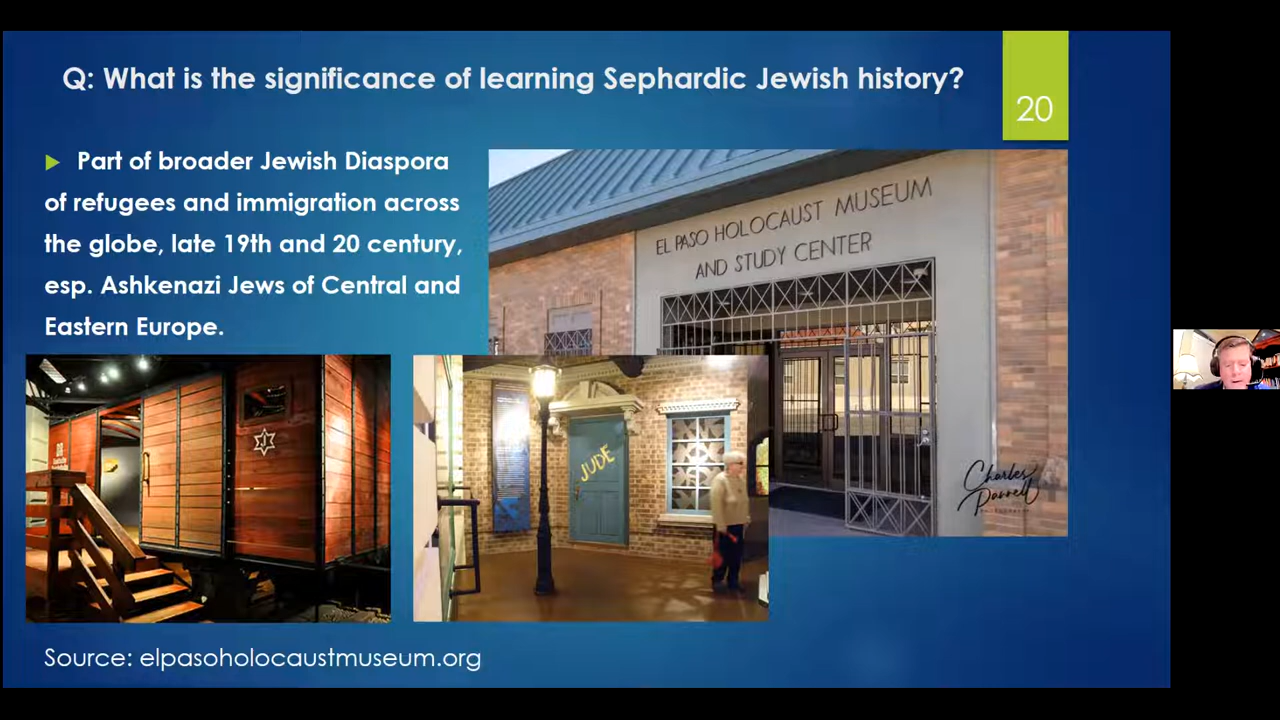 Q: What is the significance of learning Sephardic Jewish history?
20
Part of broader Jewish Diaspora
of refugees and immigration across
the globe, late 19th and 20 century,
esp. Ashkenazi Jews of Central and
Eastern Europe.
EL PASO HOLOCAUST MUSEUM
AND STUDY CENTER
J
JUDE
Charles
Source: elpasoholocaustmuseum.org